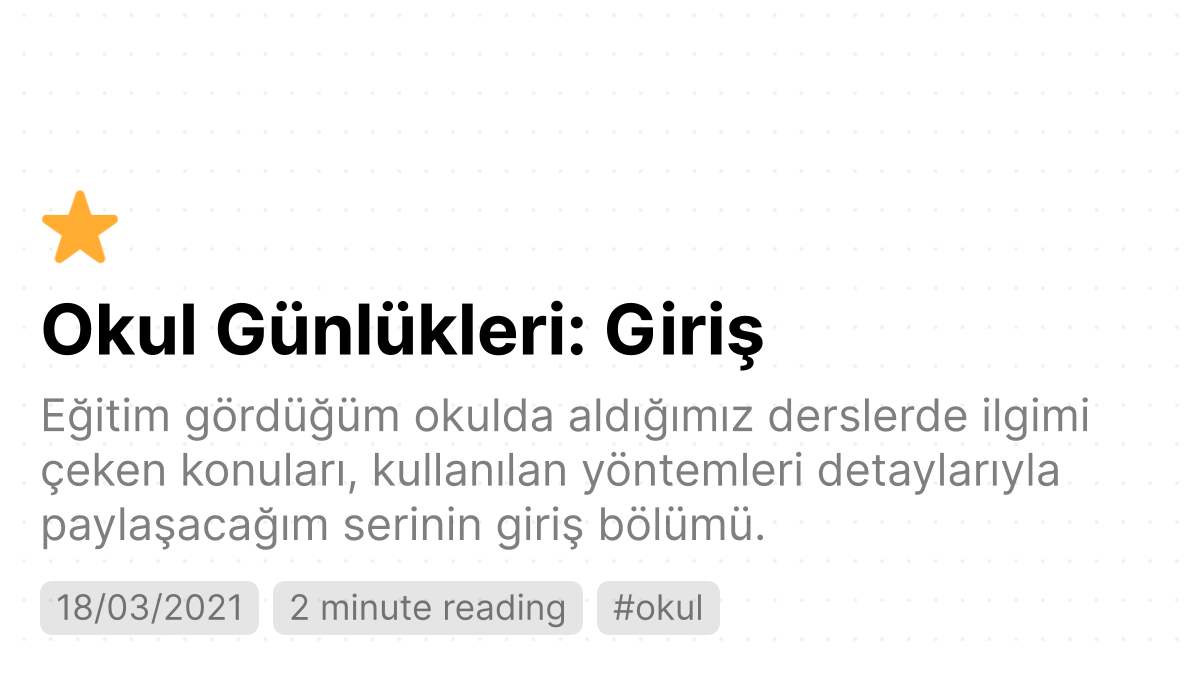 Okul Günlükleri: Giriş
Eğitim gördüğüm okulda aldığımız derslerde ilgimi
çeken konuları, kullanılan yöntemleri detaylarıyla
paylaşacağım serinin giriş bölümü.
18/03/2021 2 minute reading #okul